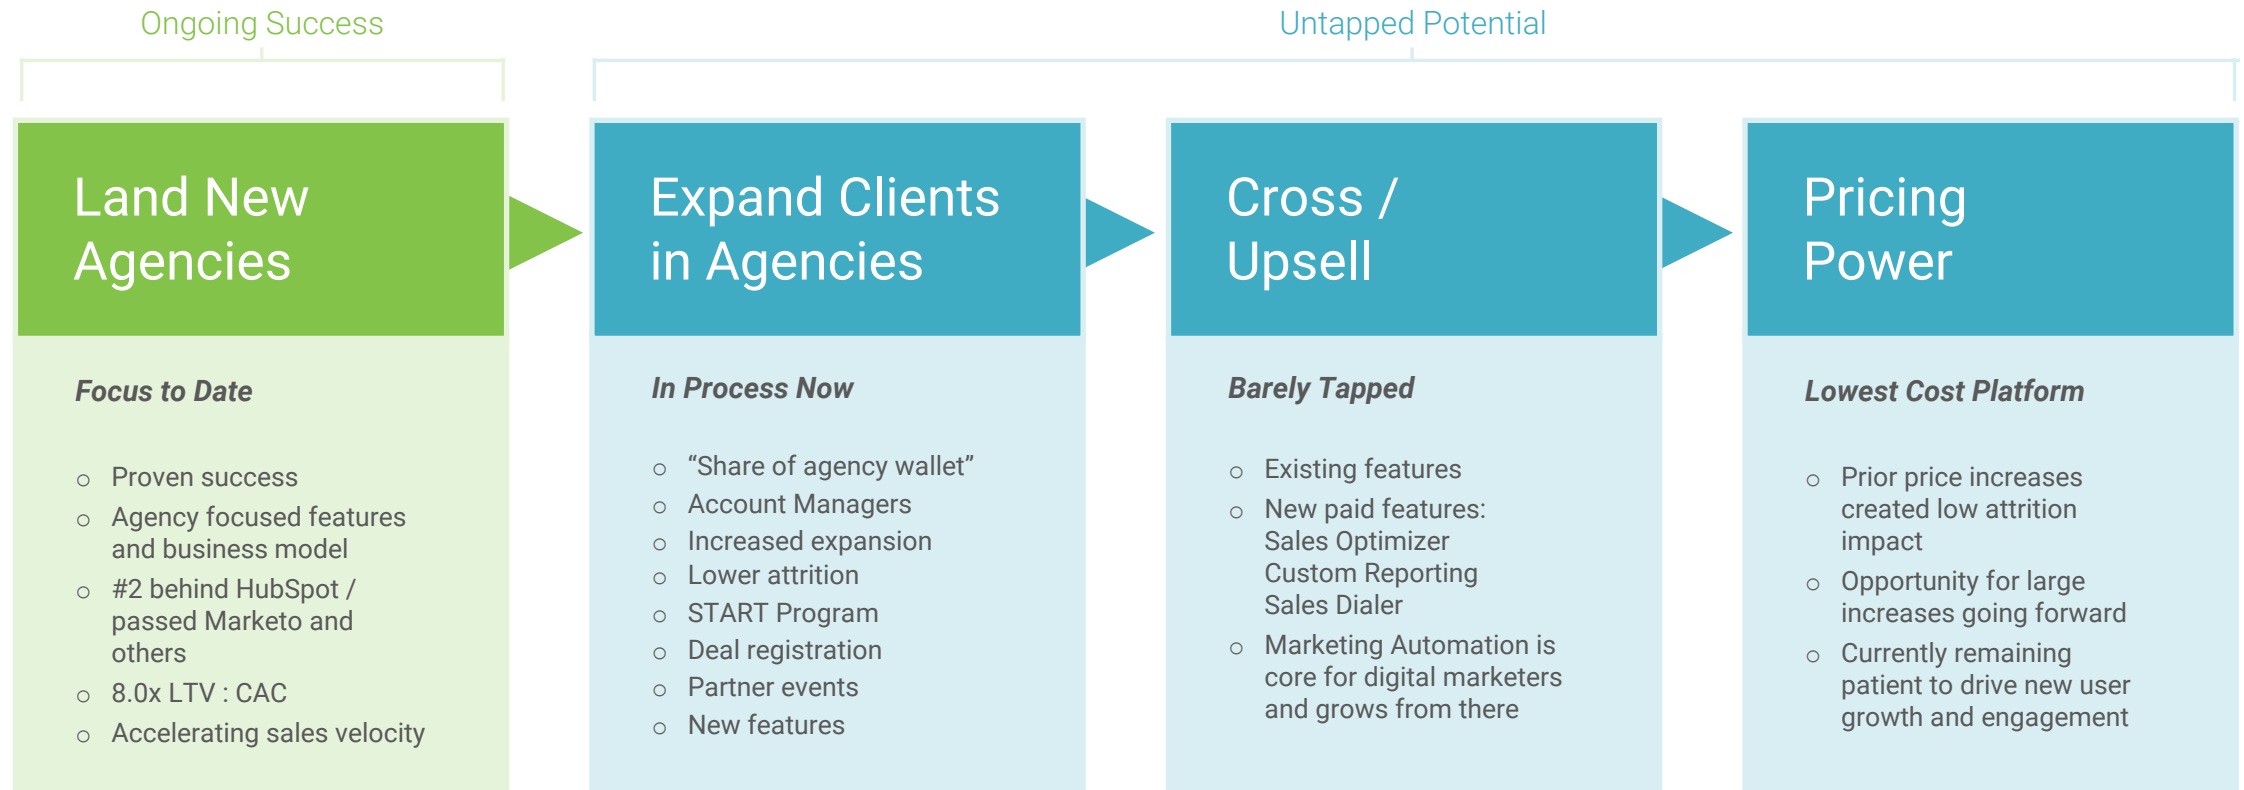 Ongoing Success
Untapped Potential
Land New
Agencies
Focus to Date
○ Proven success
○ Agency focused features
and business model
○ #2 behind HubSpot /
passed Marketo and
others
○ 8.0x LTV : CAC
○ Accelerating sales velocity
Expand Clients
in Agencies
In Process Now
○ “Share of agency wallet”
○ Account Managers
○ Increased expansion
○ Lower attrition
○ START Program
○ Deal registration
○ Partner events
○ New features
Cross /
Upsell
Barely Tapped
○ Existing features
○ New paid features:
Sales Optimizer
Custom Reporting
Sales Dialer
○ Marketing Automation is
core for digital marketers
and grows from there
Pricing
Power
Lowest Cost Platform
○ Prior price increases
created low attrition
impact
○ Opportunity for large
increases going forward
○ Currently remaining
patient to drive new user
growth and engagement